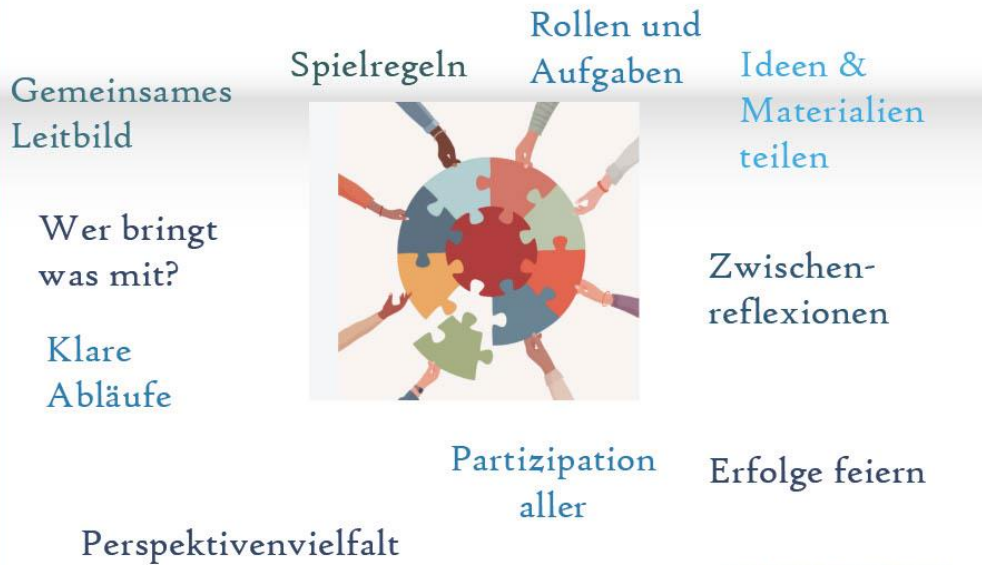 Rollen und
Aufgaben
Spielregeln
Ideen &
Materialien
teilen
Gemeinsames
Leitbild
Wer bringt
was mit?
Zwischen-
reflexionen
Klare
Abläufe
Partizipation
aller
Erfolge feiern
Perspektivenvielfalt